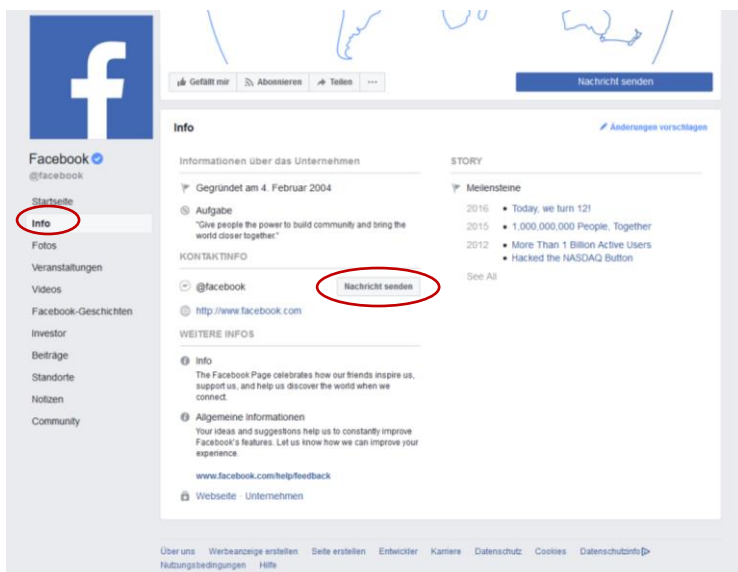 Gefällt mir Abonnieren Teilen ... Nachricht senden
Facebook
@facebook
Startseite
Info
Fotos
Veranstaltungen
Videos
Facebook-Geschichten
Investor
Beiträge
Standorte
Notizen
Community
Info
Änderungen vorschlagen
Informationen über das Unternehmen
Gegründet am 4. Februar 2004
Aufgabe
"Give people the power to build community and bring the
world closer together."
KONTAKTINFO
@facebook Nachricht senden
http://www.facebook.com
WEITERE INFOS
Info
The Facebook Page celebrates how our friends inspire us,
support us, and help us discover the world when we
connect.
Allgemeine Informationen
Your ideas and suggestions help us to constantly improve
Facebook's features. Let us know how we can improve your
experience.
www.facebook.com/help/feedback
Webseite · Unternehmen
STORY
Meilensteine
2016 • Today, we turn 12!
2015 • 1,000,000,000 People, Together
2012 • More Than 1 Billion Active Users
• Hacked the NASDAQ Button
See All
Über uns Werbeanzeige erstellen Seite erstellen Entwickler Karriere Datenschutz Cookies Datenschutzinfo
Nutzungsbedingungen Hilfe